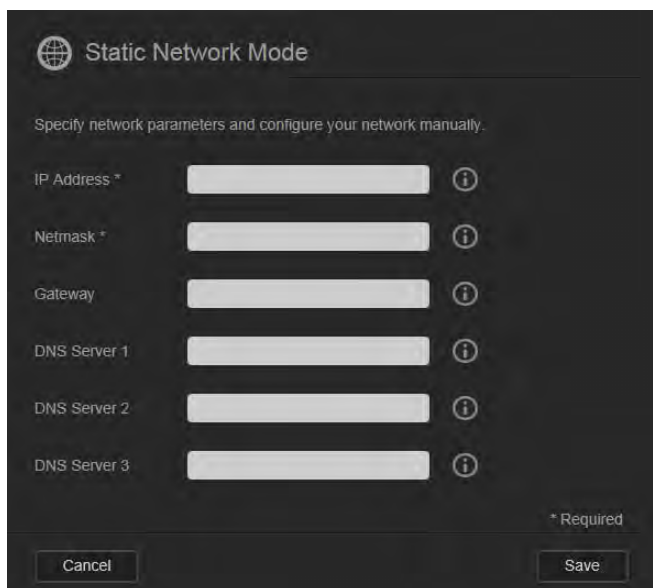 Static Network Mode
Specify network parameters and configure your network manually.
IP Address *
Netmask *
Gateway
DNS Server 1
DNS Server 2
DNS Server 3
* Required
Cancel
Save